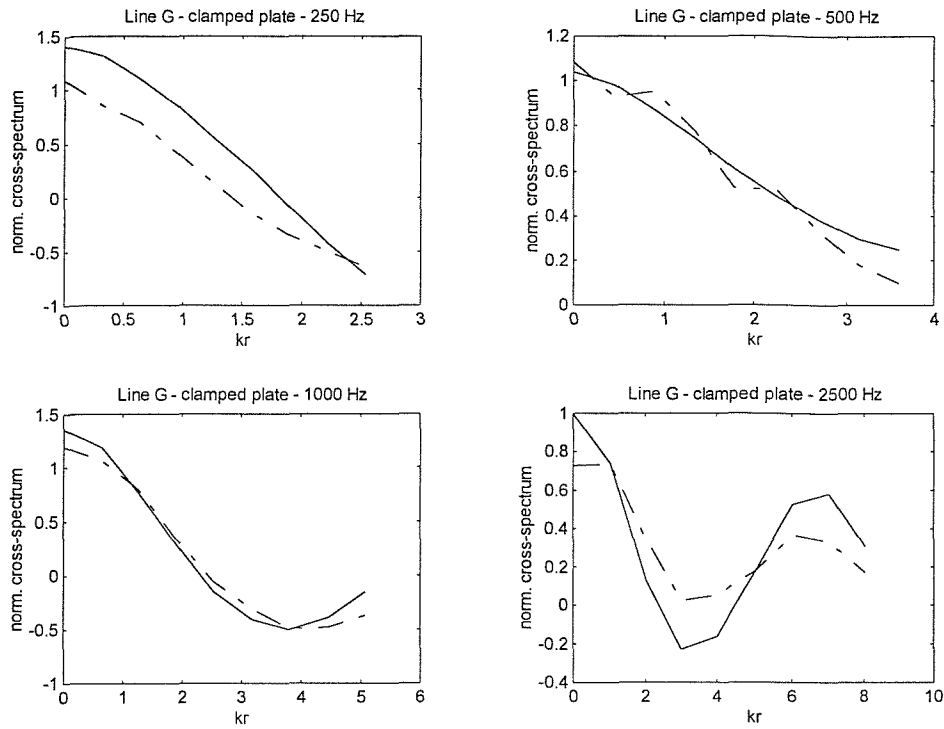 Line G - clamped plate - 250 Hz
1.5
1
0.5
0
-0.5
-1
norm. cross-spectrum
0 0.5 1 1.5 2 2.5 3
kr
Line G - clamped plate - 500 Hz
1.2
1
0.8
0.6
0.4
0.2
0
norm. cross-spectrum
0 1 2 3 4
kr
Line G - clamped plate - 1000 Hz
1.5
1
0.5
0
-0.5
-1
norm. cross-spectrum
0 1 2 3 4 5 6
kr
Line G - clamped plate - 2500 Hz
1
0.8
0.6
0.4
0.2
0
-0.2
-0.4
norm. cross-spectrum
0 2 4 6 8 10
kr